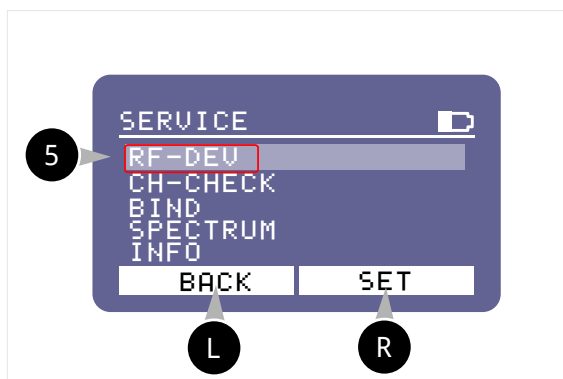 SERVICE
5
RF-DEV
CH-CHECK
BIND
SPECTRUM
INFO
BACK SET
L R